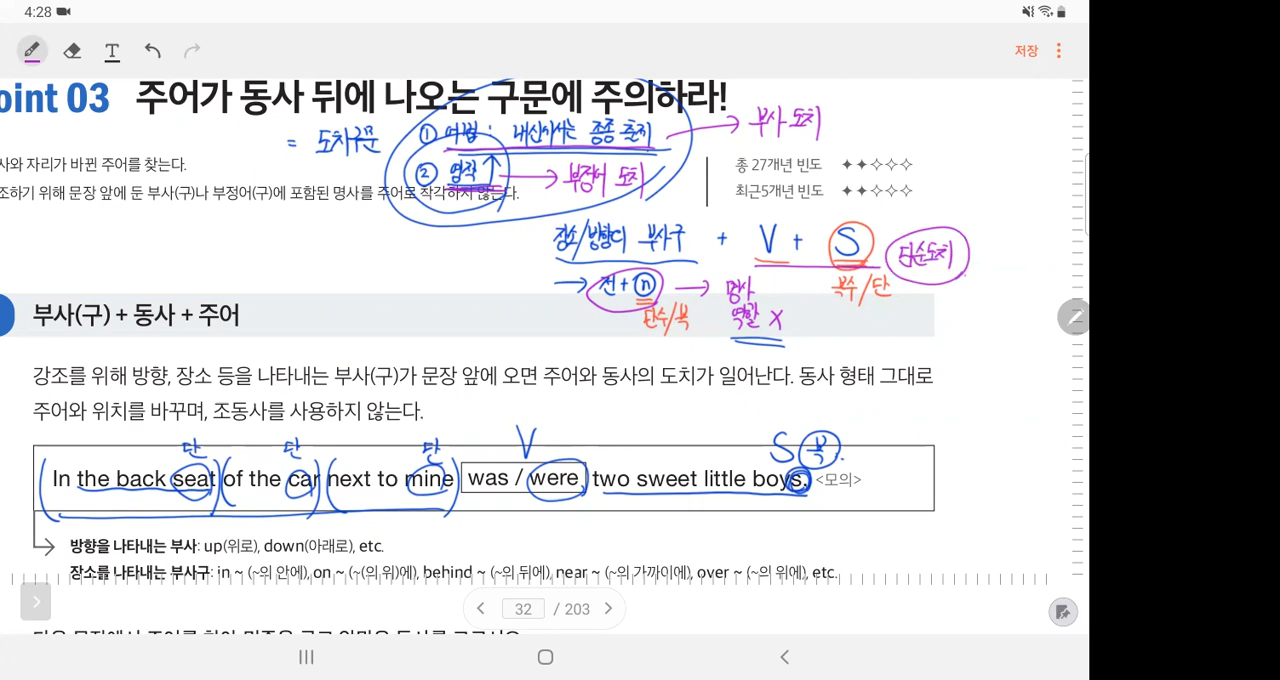 4:28
T
저장
oint 03 주어가 동사 뒤에 나오는 구문에 주의하라!
= 도치구문
① 어법 : 내신에서는 종종 출제 → 부사 도치
② 영작 ↑ → 부정어 도치
사와 자리가 바뀐 주어를 찾는다.
조하기 위해 문장 앞에 둔 부사(구)나 부정어(구)에 포함된 명사를 주어로 착각하지 않는다.
총 27개년 빈도 ✦✦✧✧✧
최근5개년 빈도 ✦✦✧✧✧
장소/방향의 부사구 + V + S 단순도치
→ 전+ⓝ → 명사 복수/단
단수/복 역할 X
부사(구) + 동사 + 주어
강조를 위해 방향, 장소 등을 나타내는 부사(구)가 문장 앞에 오면 주어와 동사의 도치가 일어난다. 동사 형태 그대로
주어와 위치를 바꾸며, 조동사를 사용하지 않는다.
단 단 단 V S 복
(In the back seat)(of the car)(next to mine) was / were two sweet little boys. <모의>
방향을 나타내는 부사: up(위로), down(아래로), etc.
장소를 나타내는 부사구: in ~ (~의 안에), on ~ (~(의 위)에), behind ~ (~의 뒤에), near ~ (~의 가까이에), over ~ (~의 위에), etc.
32 / 203